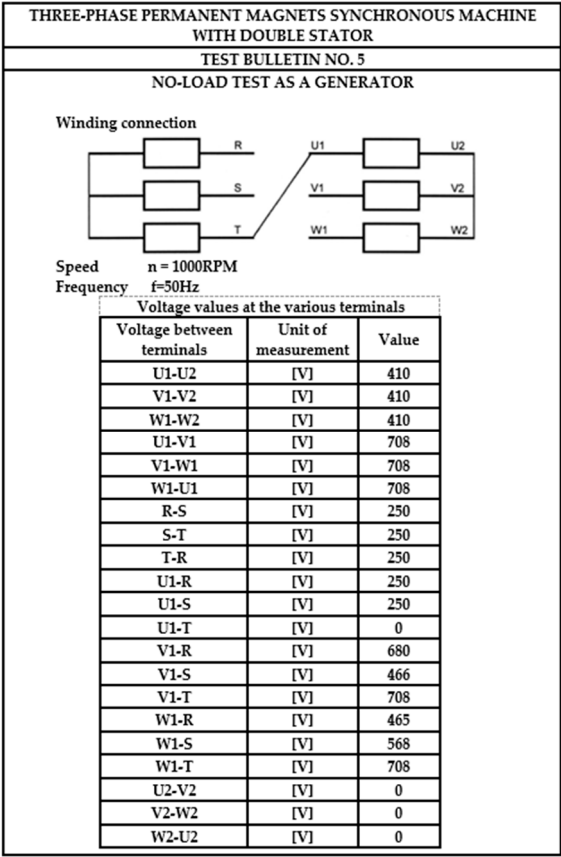 THREE-PHASE PERMANENT MAGNETS SYNCHRONOUS MACHINE
WITH DOUBLE STATOR
TEST BULLETIN NO. 5
NO-LOAD TEST AS A GENERATOR
Winding connection
R U1 U2
S V1 V2
T W1 W2
Speed n = 1000RPM
Frequency f=50Hz
Voltage values at the various terminals
Voltage between terminals Unit of measurement Value
U1-U2 [V] 410
V1-V2 [V] 410
W1-W2 [V] 410
U1-V1 [V] 708
V1-W1 [V] 708
W1-U1 [V] 708
R-S [V] 250
S-T [V] 250
T-R [V] 250
U1-R [V] 250
U1-S [V] 250
U1-T [V] 0
V1-R [V] 680
V1-S [V] 466
V1-T [V] 708
W1-R [V] 465
W1-S [V] 568
W1-T [V] 708
U2-V2 [V] 0
V2-W2 [V] 0
W2-U2 [V] 0